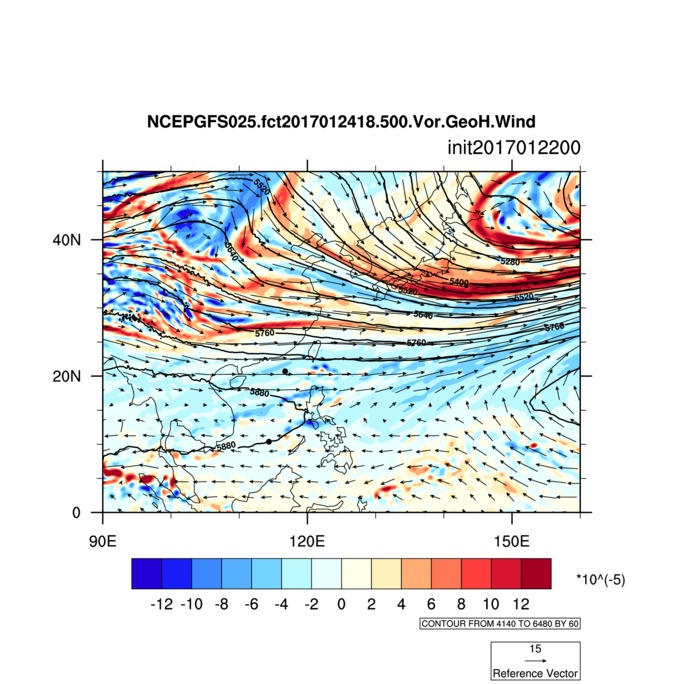 NCEPGFS025.fct2017012418.500.Vor.GeoH.Wind
init2017012200
40N
20N
0
90E
120E
150E
5520
5640
5280
5400
5520
5520
5640
5760
5760
5760
5880
5880
-12 -10 -8 -6 -4 -2 0 2 4 6 8 10 12
*10^(-5)
CONTOUR FROM 4140 TO 6480 BY 60
15
Reference Vector